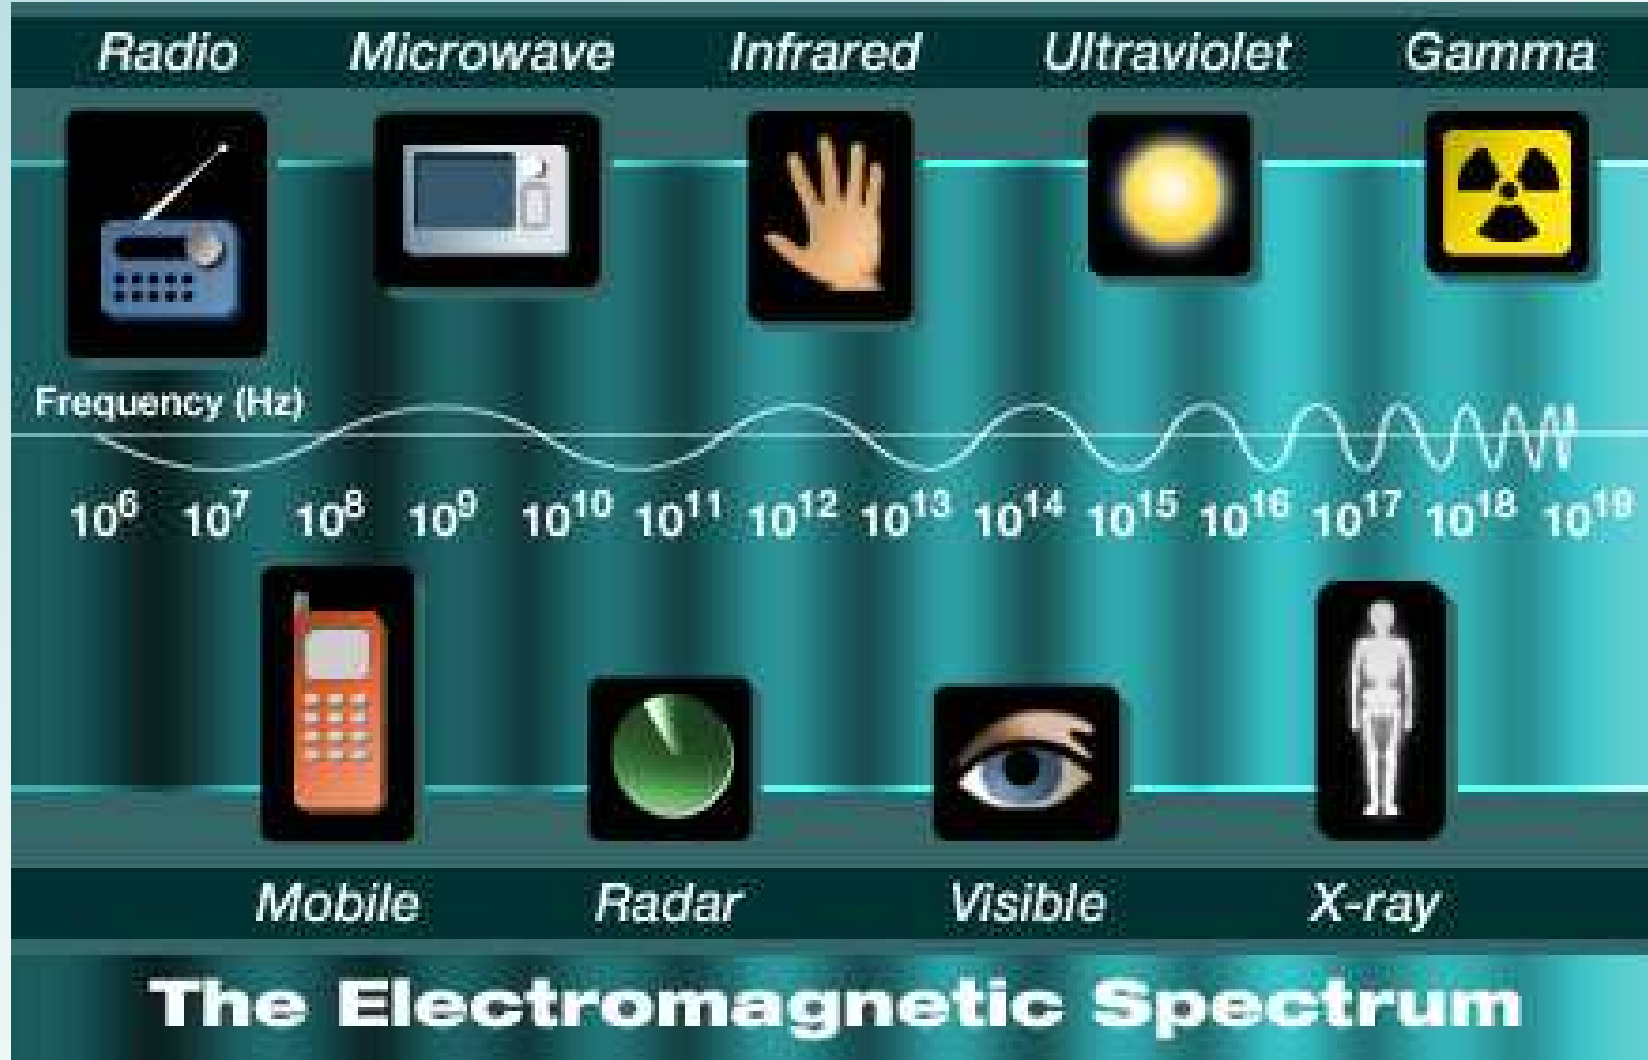 Radio Microwave Infrared Ultraviolet Gamma
Frequency (Hz)
10⁶ 10⁷ 10⁸ 10⁹ 10¹⁰ 10¹¹ 10¹² 10¹³ 10¹⁴ 10¹⁵ 10¹⁶ 10¹⁷ 10¹⁸ 10¹⁹
Mobile Radar Visible X-ray
The Electromagnetic Spectrum